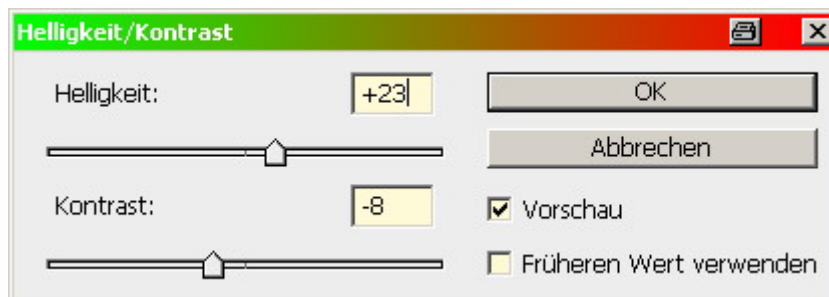 Helligkeit/Kontrast
Helligkeit: +23
OK
Abbrechen
Kontrast: -8
Vorschau
Früheren Wert verwenden